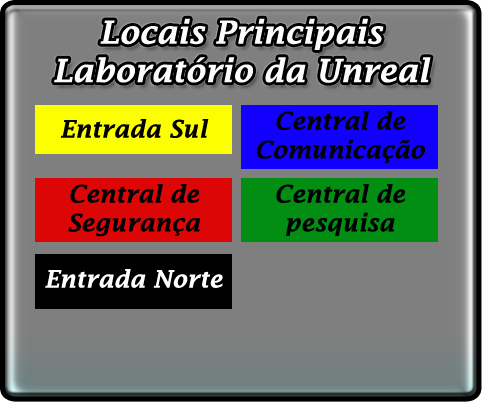 Locais Principais
Laboratório da Unreal
Entrada Sul
Central de
Comunicação
Central de
Segurança
Central de
pesquisa
Entrada Norte